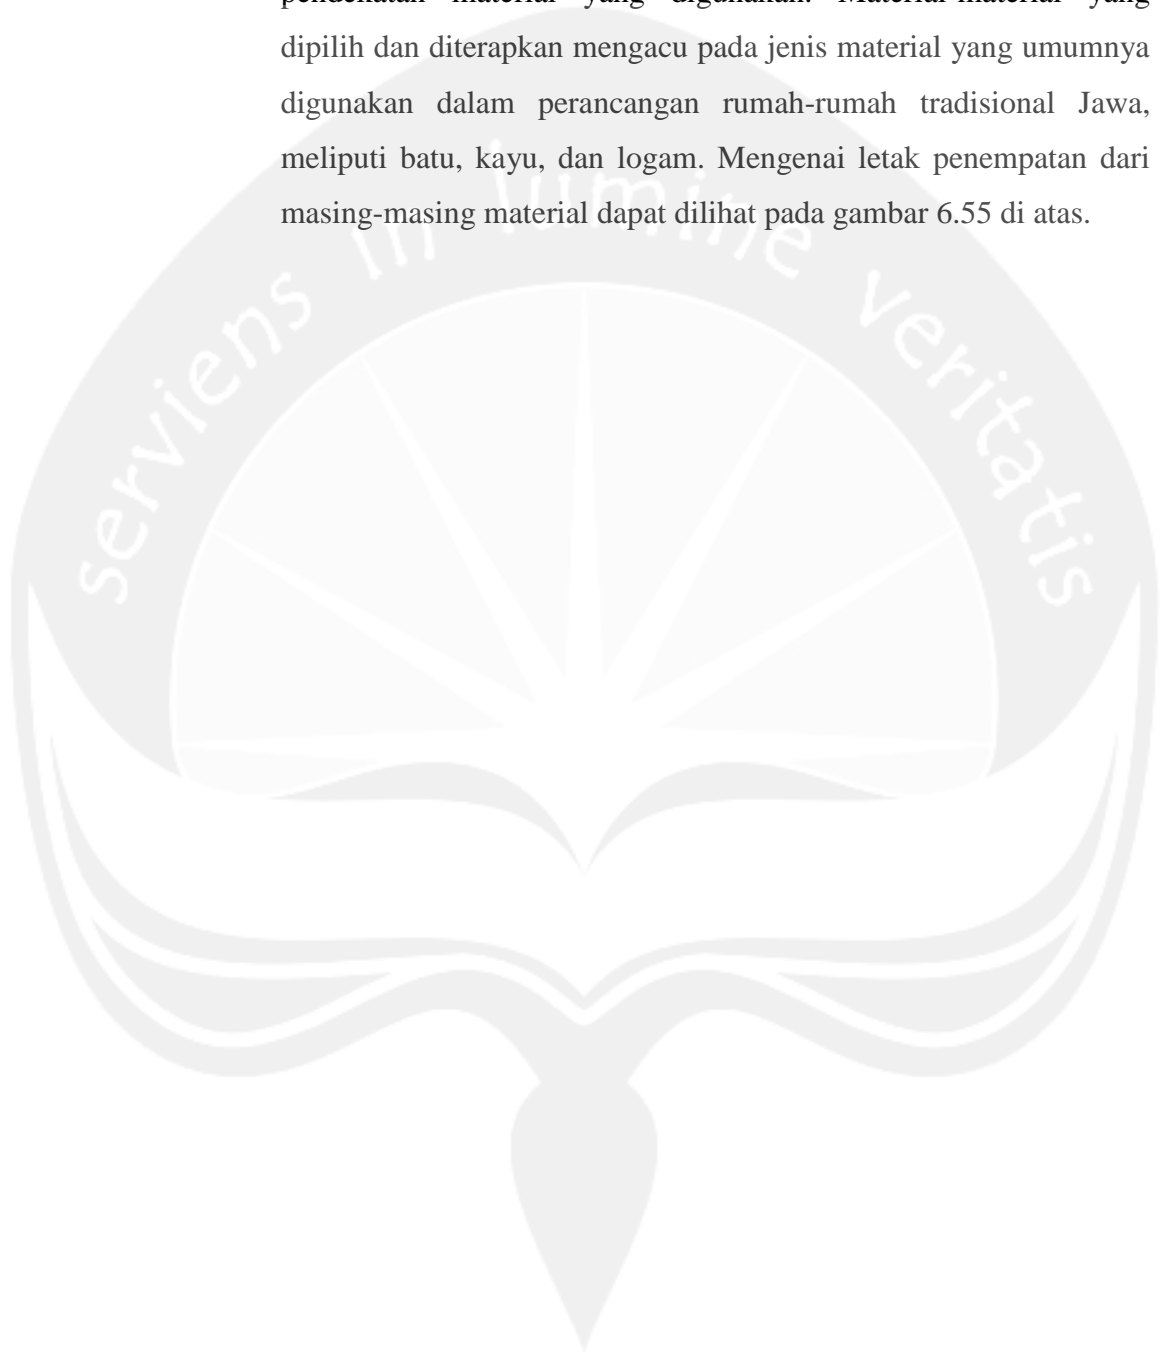 pendekatan material yang digunakan. Material-material yang
dipilih dan diterapkan mengacu pada jenis material yang umumnya
digunakan dalam perancangan rumah-rumah tradisional Jawa,
meliputi batu, kayu, dan logam. Mengenai letak penempatan dari
masing-masing material dapat dilihat pada gambar 6.55 di atas.
serviens in lumine veritatis